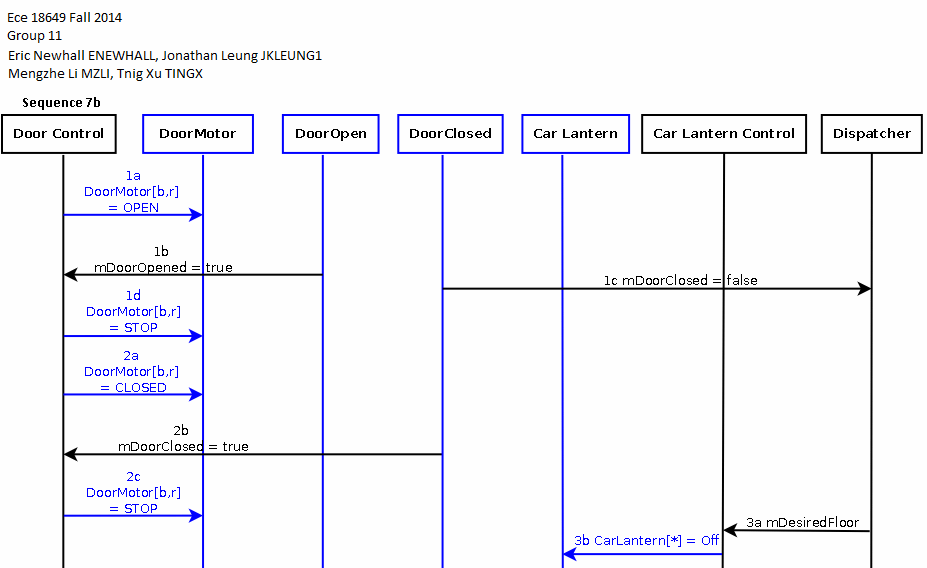 Ece 18649 Fall 2014
Group 11
Eric Newhall ENEWHALL, Jonathan Leung JKLEUNG1
Mengzhe Li MZLI, Tnig Xu TINGX
Sequence 7b
Door Control DoorMotor DoorOpen DoorClosed Car Lantern Car Lantern Control Dispatcher
1a
DoorMotor[b,r]
= OPEN
1b
mDoorOpened = true
1c mDoorClosed = false
1d
DoorMotor[b,r]
= STOP
2a
DoorMotor[b,r]
= CLOSED
2b
mDoorClosed = true
2c
DoorMotor[b,r]
= STOP
3a mDesiredFloor
3b CarLantern[*] = Off